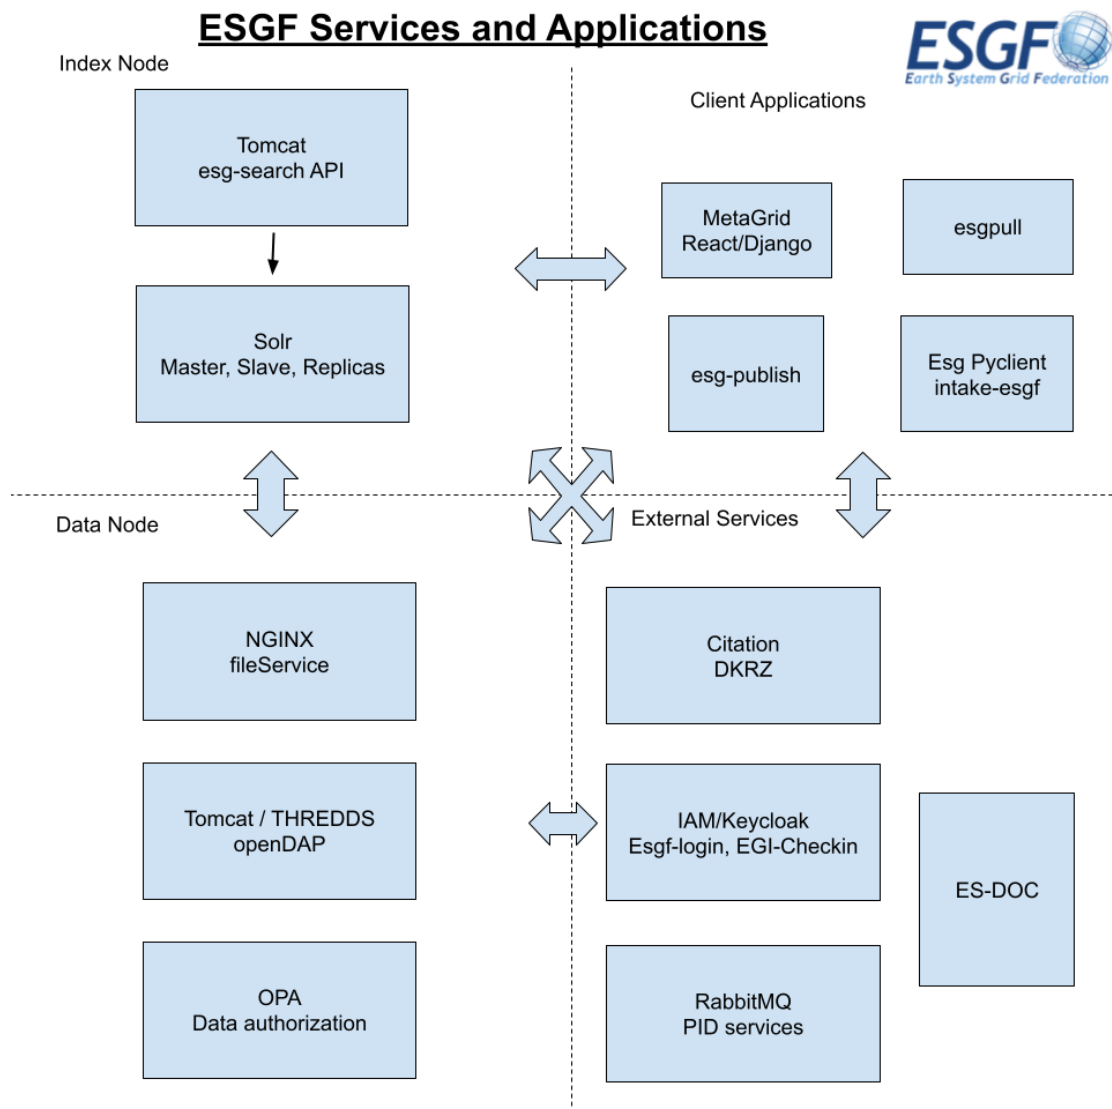 ESGF Services and Applications
ESGF
Earth System Grid Federation
Index Node
Client Applications
Tomcat
esg-search API
MetaGrid
React/Django
esgpull
Solr
Master, Slave, Replicas
esg-publish
Esg Pyclient
intake-esgf
Data Node
External Services
NGINX
fileService
Citation
DKRZ
Tomcat / THREDDS
openDAP
IAM/Keycloak
Esgf-login, EGI-Checkin
ES-DOC
OPA
Data authorization
RabbitMQ
PID services